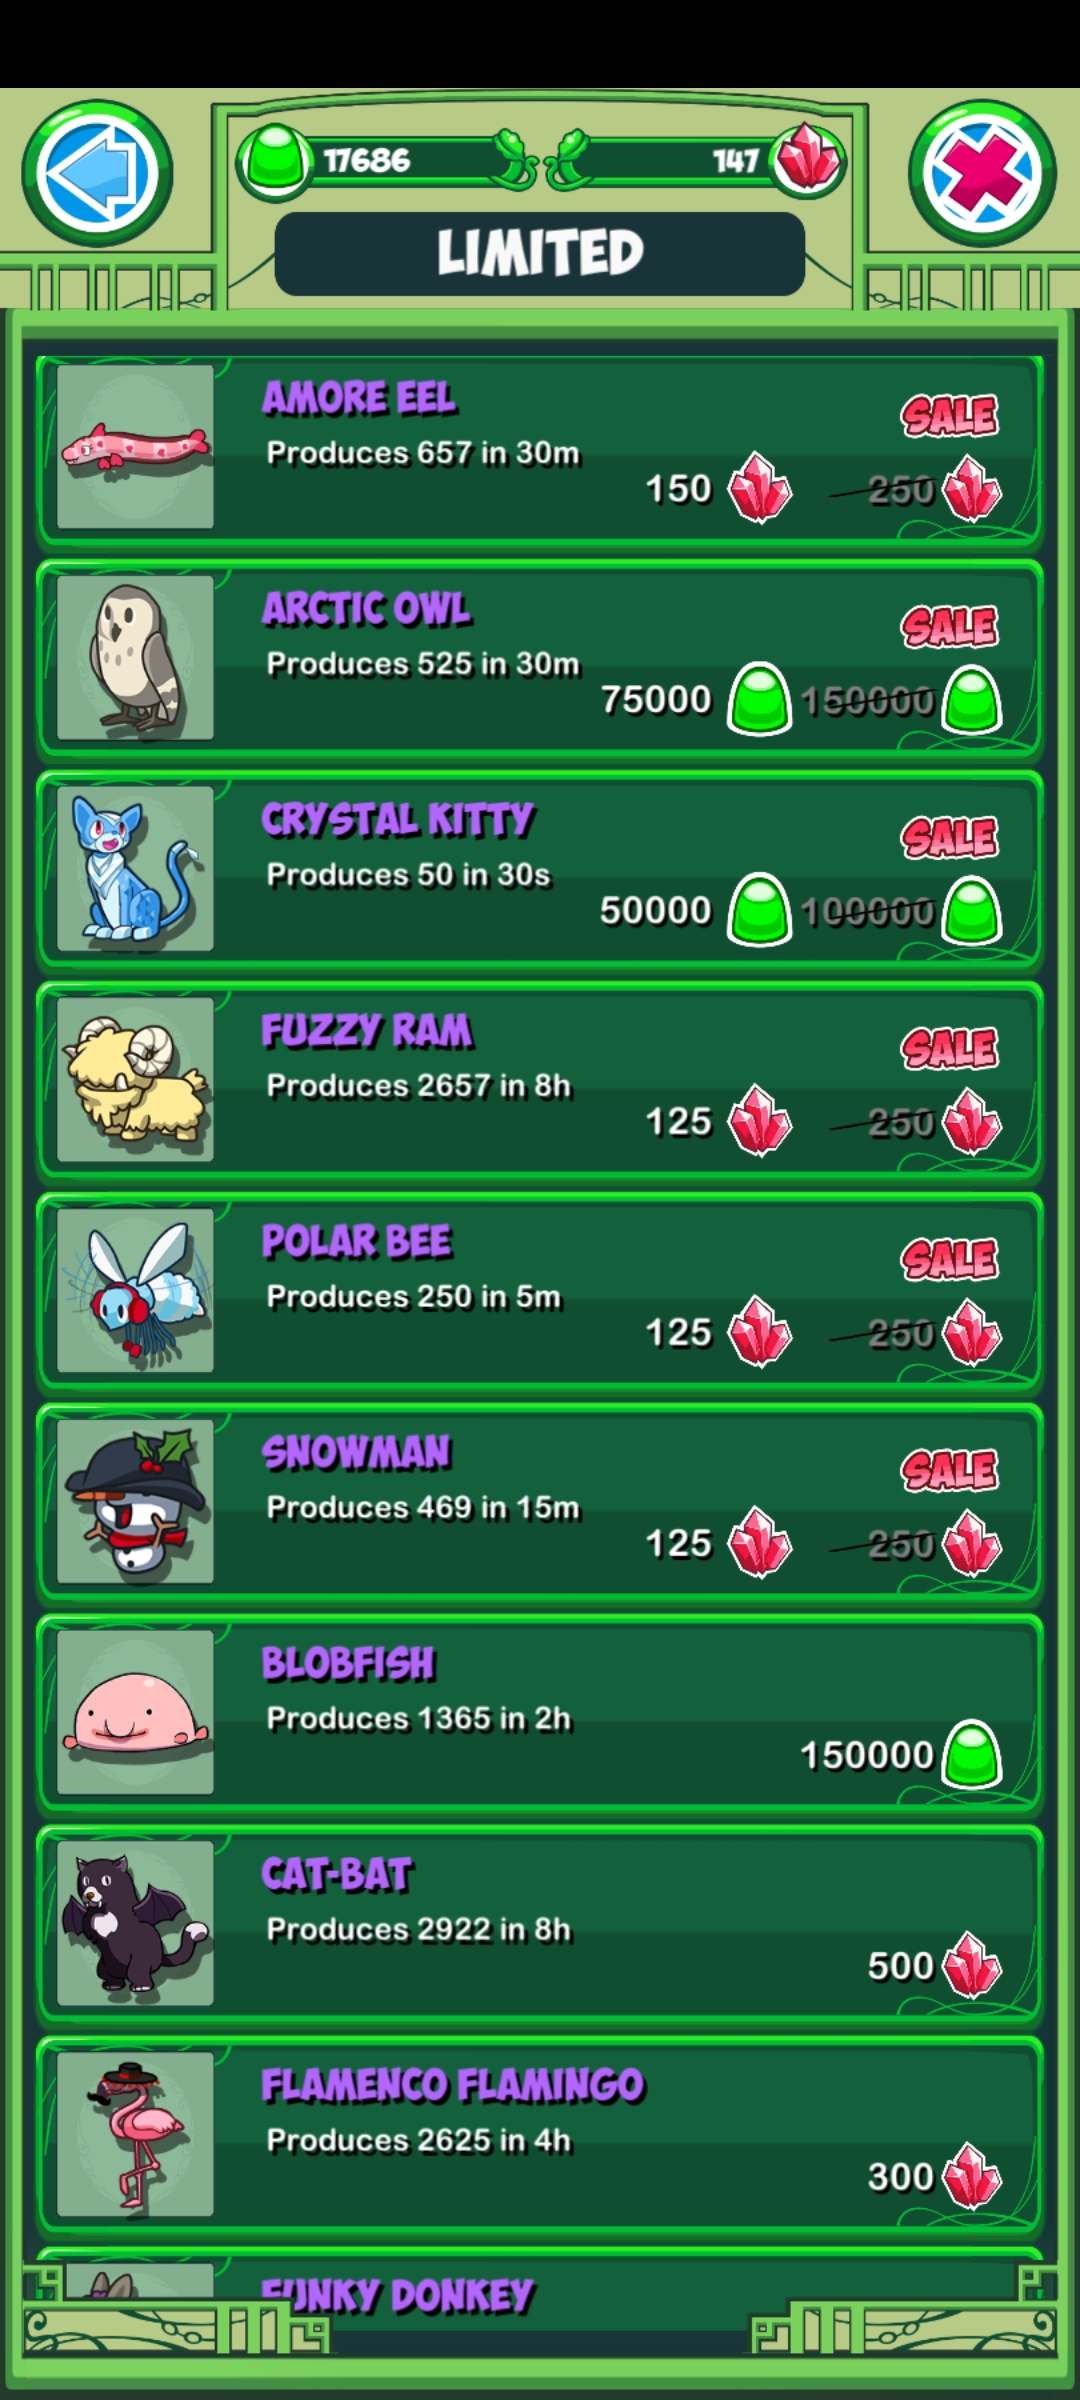 17686
147
LIMITED
AMORE EEL
SALE
Produces 657 in 30m
150
250
ARCTIC OWL
SALE
Produces 525 in 30m
75000
150000
CRYSTAL KITTY
SALE
Produces 50 in 30s
50000
100000
FUZZY RAM
SALE
Produces 2657 in 8h
125
250
POLAR BEE
SALE
Produces 250 in 5m
125
250
SNOWMAN
SALE
Produces 469 in 15m
125
250
BLOBFISH
Produces 1365 in 2h
150000
CAT-BAT
Produces 2922 in 8h
500
FLAMENCO FLAMINGO
Produces 2625 in 4h
300
FUNKY DONKEY